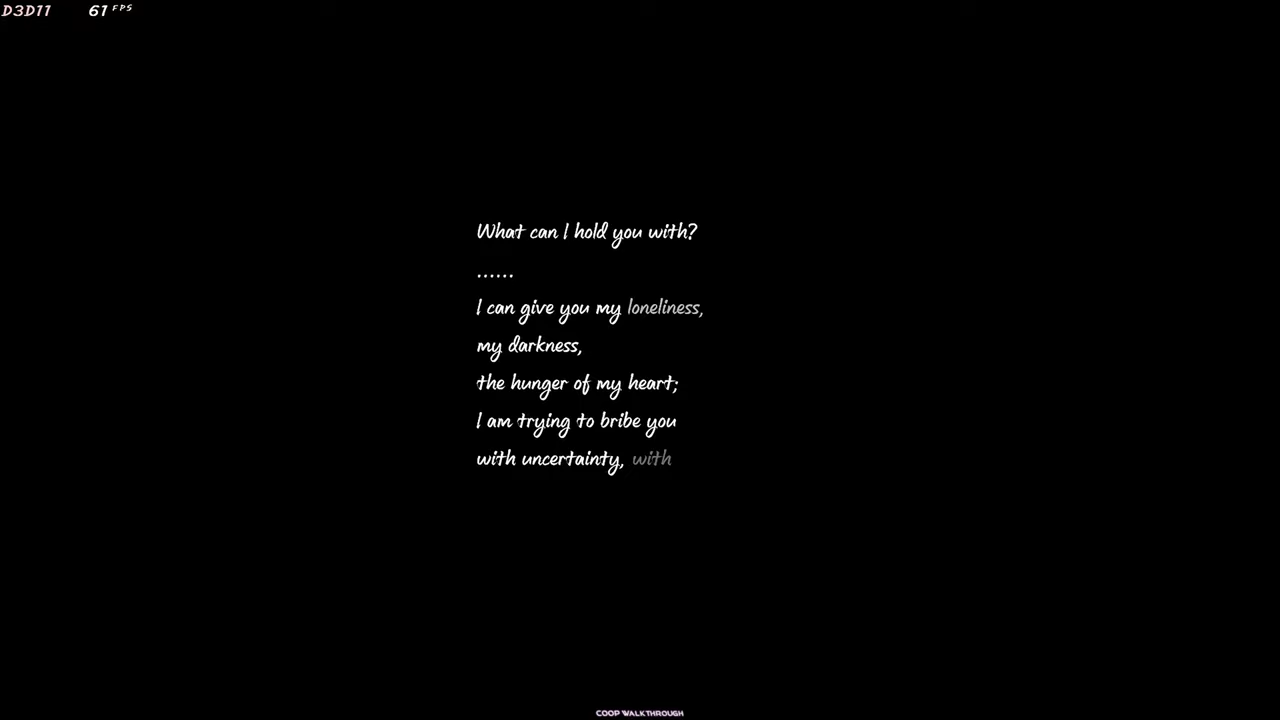 D3D11 61 FPS
What can I hold you with?
......
I can give you my loneliness,
my darkness,
the hunger of my heart;
I am trying to bribe you
with uncertainty, with
COOP WALKTHROUGH